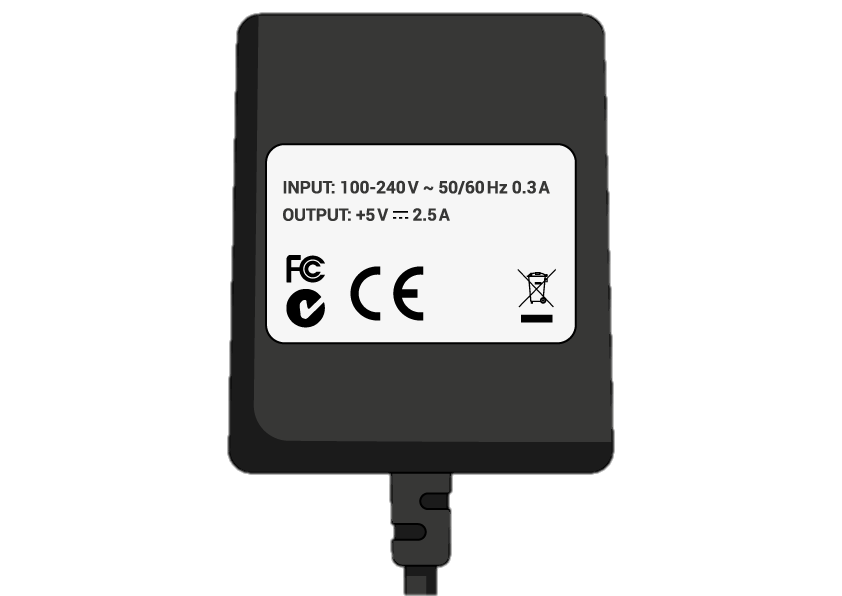 INPUT: 100-240V ~ 50/60Hz 0.3A
OUTPUT: +5V ⎓ 2.5A
FC
CE